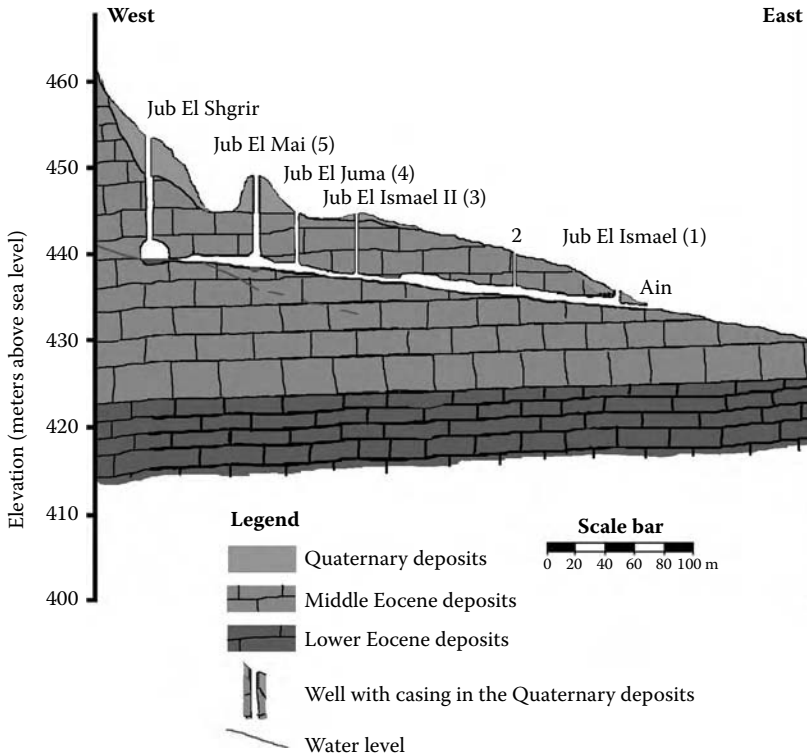 West
East
460
450
440
430
420
410
400
Elevation (meters above sea level)
Jub El Shgrir
Jub El Mai (5)
Jub El Juma (4)
Jub El Ismael II (3)
2
Jub El Ismael (1)
Ain
Legend
Quaternary deposits
Middle Eocene deposits
Lower Eocene deposits
Well with casing in the Quaternary deposits
Water level
Scale bar
0 20 40 60 80 100 m